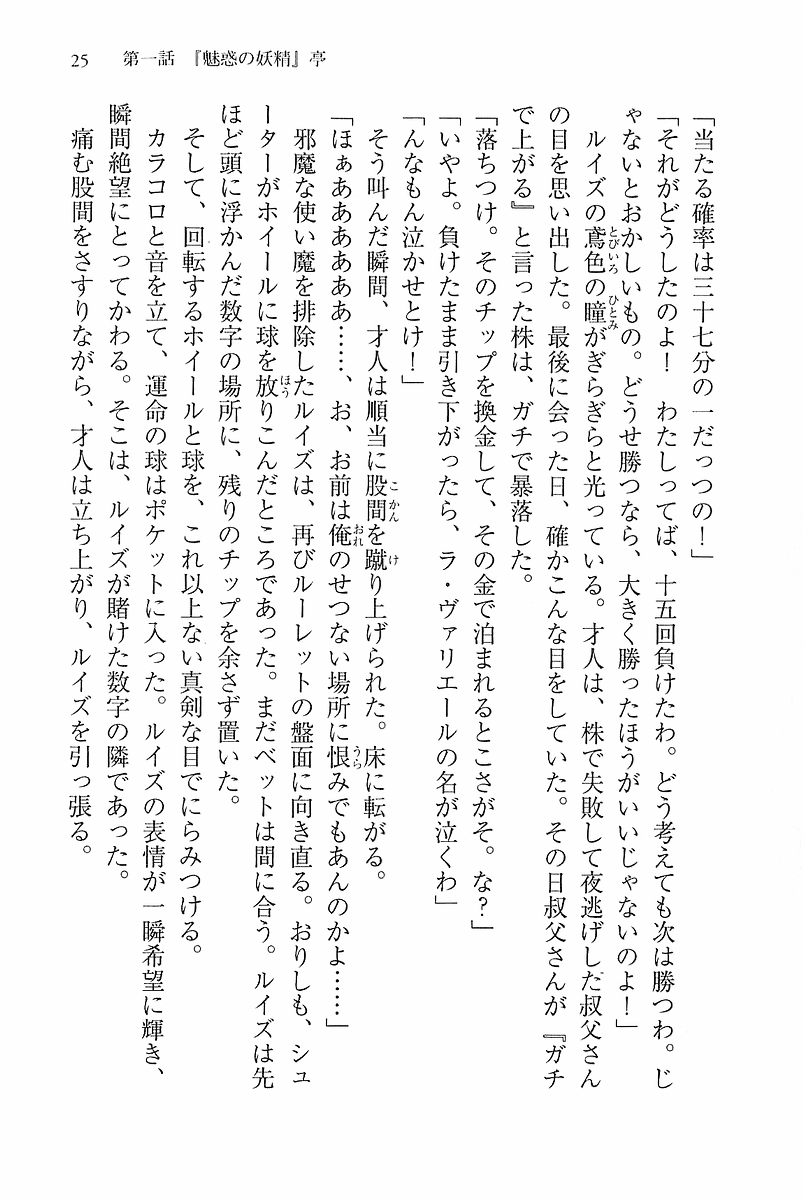 25　第一話　『魅惑の妖精』亭
「当たる確率は三十七分の一だっつの！」
「それがどうしたのよ！　わたしってば、十五回負けたわ。どう考えても次は勝つわ。じ
ゃないとおかしいもの。どうせ勝つなら、大きく勝ったほうがいいじゃないのよ！」
ルイズの鳶色の瞳がぎらぎらと光っている。才人は、株で失敗して夜逃げした叔父さん
の目を思い出した。最後に会った日、確かこんな目をしていた。その日叔父さんが『ガチ
で上がる』と言った株は、ガチで暴落した。
「落ちつけ。そのチップを換金して、その金で泊まれるとこさがそ。な？」
「いやよ。負けたまま引き下がったら、ラ・ヴァリエールの名が泣くわ」
「んなもん泣かせとけ！」
そう叫んだ瞬間、才人は順当に股間を蹴り上げられた。床に転がる。
「ほぁああああああ……、お、お前は俺のせつない場所に恨みでもあんのかよ……」
邪魔な使い魔を排除したルイズは、再びルーレットの盤面に向き直る。おりしも、シュ
ーターがホイールに球を放りこんだところであった。まだベットは間に合う。ルイズは先
ほど頭に浮かんだ数字の場所に、残りのチップを余さず置いた。
そして、回転するホイールと球を、これ以上ない真剣な目でにらみつける。
カラコロと音を立て、運命の球はポケットに入った。ルイズの表情が一瞬希望に輝き、
瞬間絶望にとってかわる。そこは、ルイズが賭けた数字の隣であった。
痛む股間をさすりながら、才人は立ち上がり、ルイズを引っ張る。